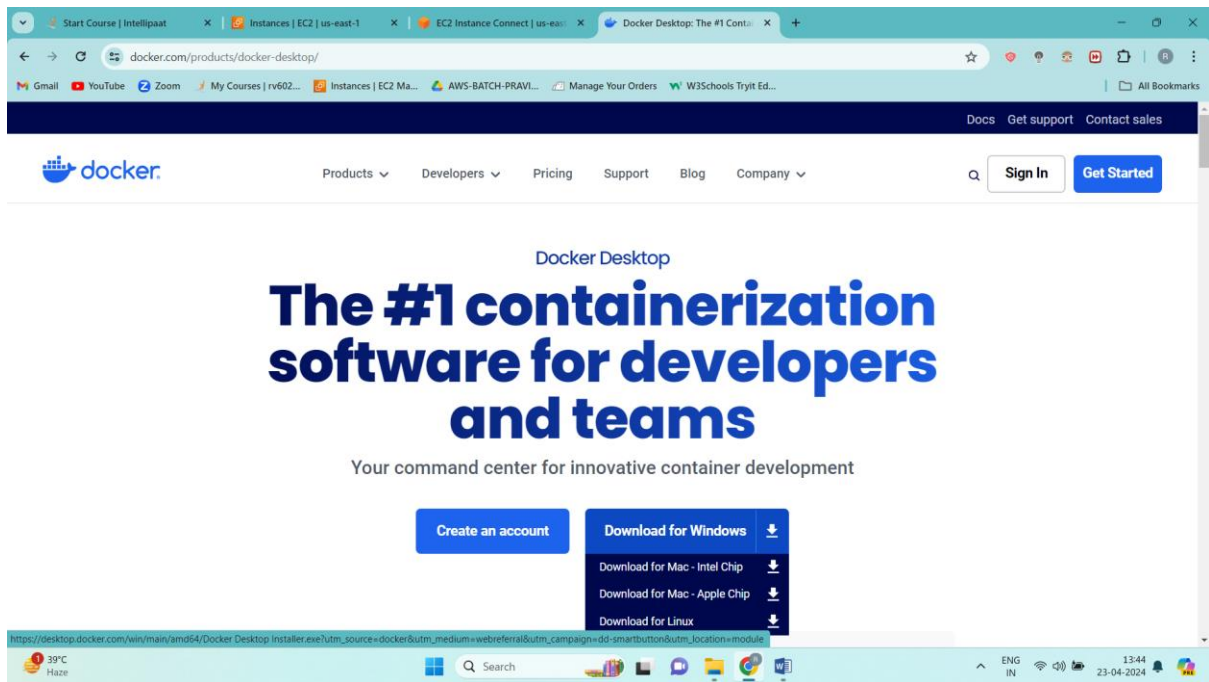 Start Course | Intellipaat
Instances | EC2 | us-east-1
EC2 Instance Connect | us-east
Docker Desktop: The #1 Contai
docker.com/products/docker-desktop/
Gmail YouTube Zoom My Courses | rv602... Instances | EC2 Ma... AWS-BATCH-PRAVI... Manage Your Orders W3Schools Tryit Ed... All Bookmarks
Docs Get support Contact sales
docker. Products Developers Pricing Support Blog Company Sign In Get Started
Docker Desktop
The #1 containerization
software for developers
and teams
Your command center for innovative container development
Create an account Download for Windows
Download for Mac - Intel Chip
Download for Mac - Apple Chip
Download for Linux
https://desktop.docker.com/win/main/amd64/Docker Desktop Installer.exe?utm_source=docker&utm_medium=webreferral&utm_campaign=dd-smartbutton&utm_location=module
1 39°C
Haze
Search
ENG
IN
13:44
23-04-2024